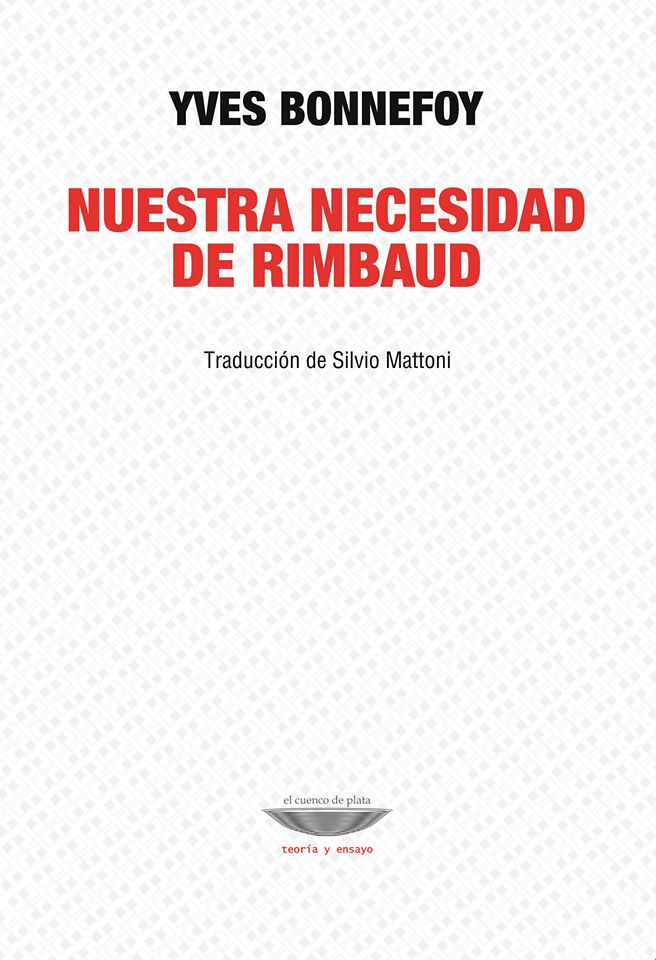 YVES BONNEFOY
NUESTRA NECESIDAD
DE RIMBAUD
Traducción de Silvio Mattoni
el cuenco de plata
teoría y ensayo